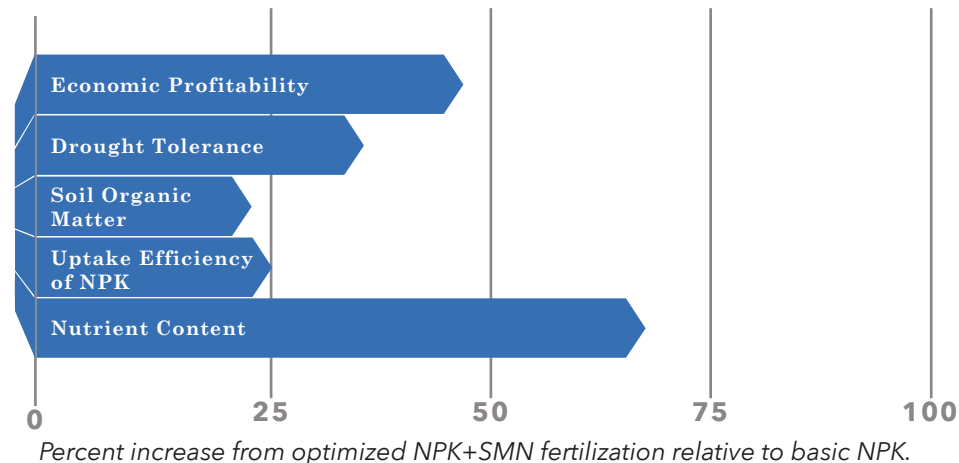 Economic Profitability
Drought Tolerance
Soil Organic
Matter
Uptake Efficiency
of NPK
Nutrient Content
0 25 50 75 100
Percent increase from optimized NPK+SMN fertilization relative to basic NPK.